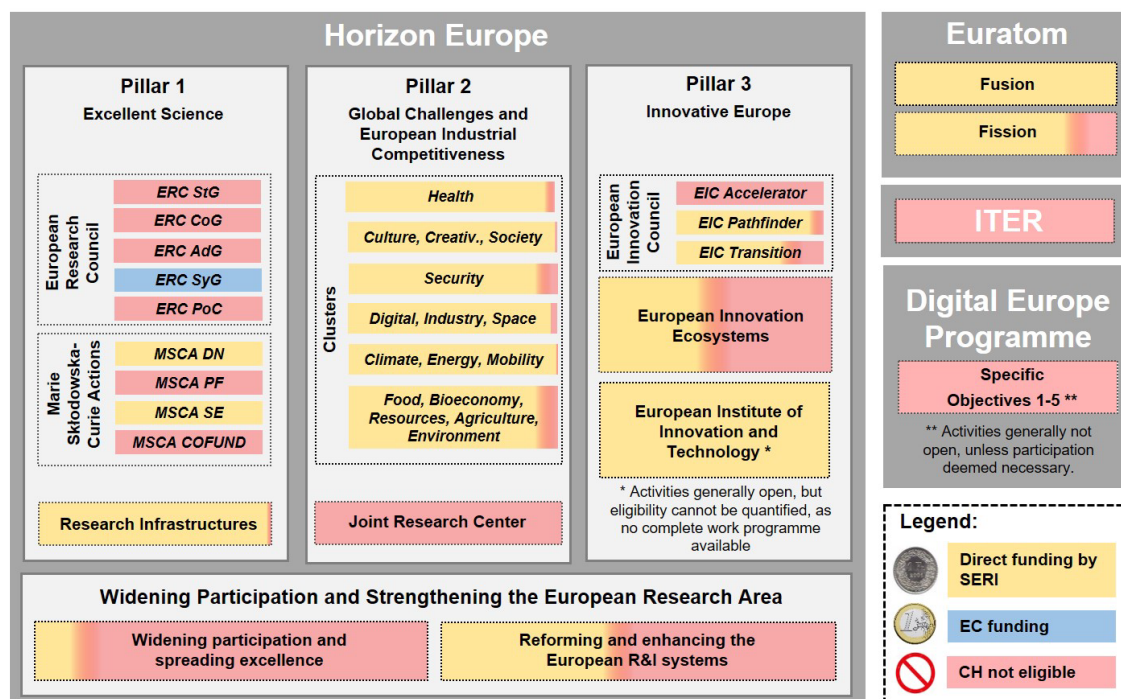 Horizon Europe
Pillar 1
Excellent Science
European
Research
Council
ERC StG
ERC CoG
ERC AdG
ERC SyG
ERC PoC
Marie
Skłodowska-
Curie Actions
MSCA DN
MSCA PF
MSCA SE
MSCA COFUND
Research Infrastructures
Pillar 2
Global Challenges and
European Industrial
Competitiveness
Clusters
Health
Culture, Creativ., Society
Security
Digital, Industry, Space
Climate, Energy, Mobility
Food, Bioeconomy,
Resources, Agriculture,
Environment
Joint Research Center
Pillar 3
Innovative Europe
European
Innovation
Council
EIC Accelerator
EIC Pathfinder
EIC Transition
European Innovation
Ecosystems
European Institute of
Innovation and
Technology *
* Activities generally open, but
eligibility cannot be quantified, as
no complete work programme
available
Widening Participation and Strengthening the European Research Area
Widening participation and
spreading excellence
Reforming and enhancing the
European R&I systems
Euratom
Fusion
Fission
ITER
Digital Europe
Programme
Specific
Objectives 1-5 **
** Activities generally not
open, unless participation
deemed necessary.
Legend:
Direct funding by
SERI
1
EC funding
CH not eligible